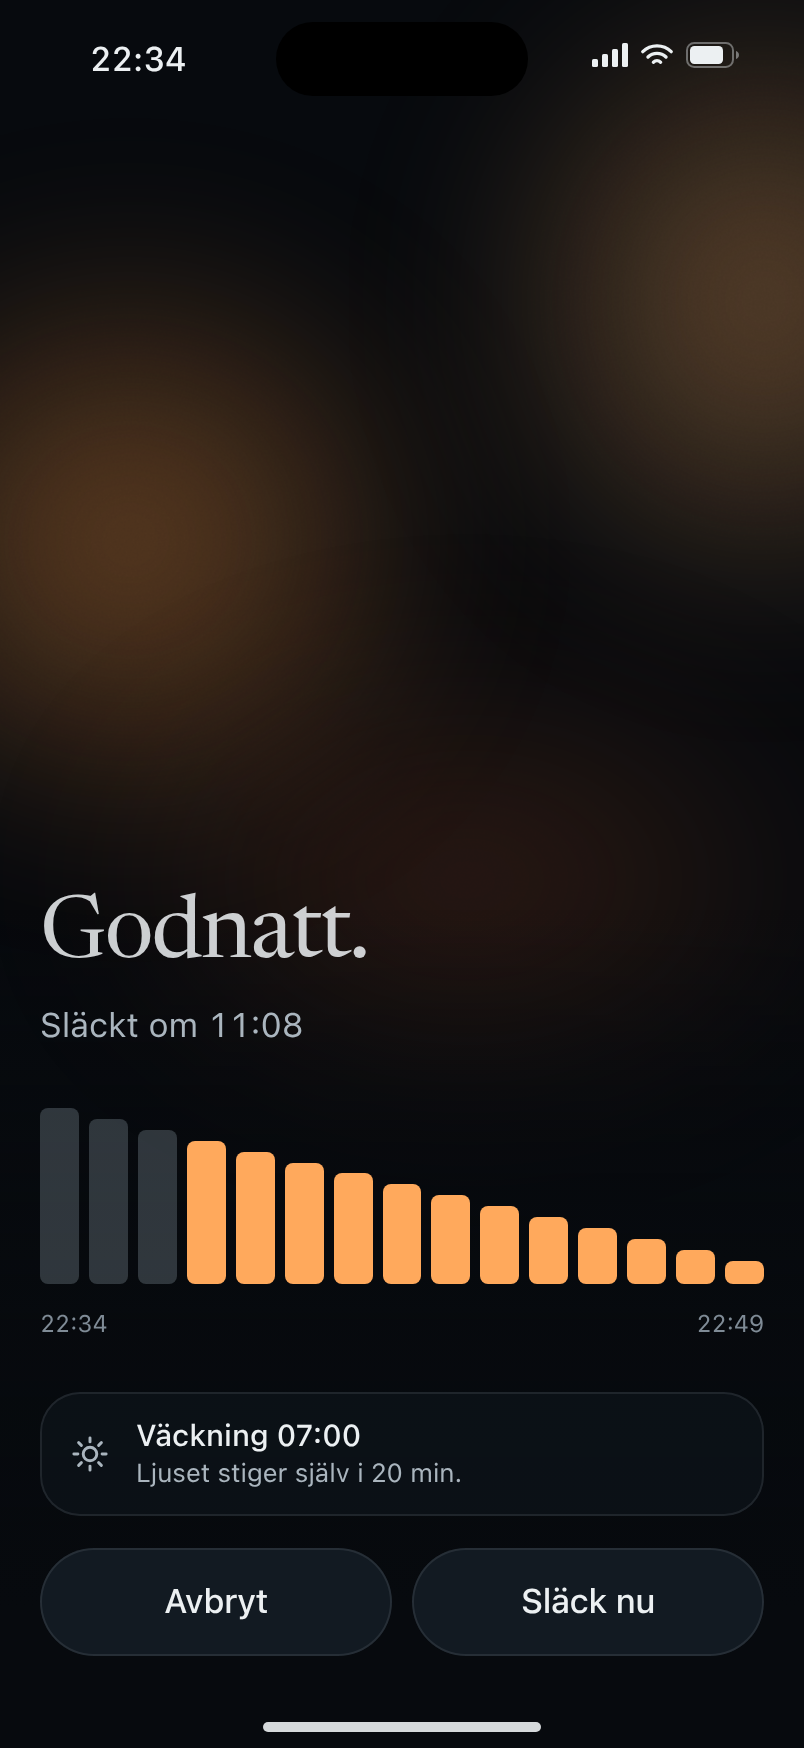 22:34
Godnatt.
Släckt om 11:08
22:34
22:49
Väckning 07:00
Ljuset stiger själv i 20 min.
Avbryt
Släck nu